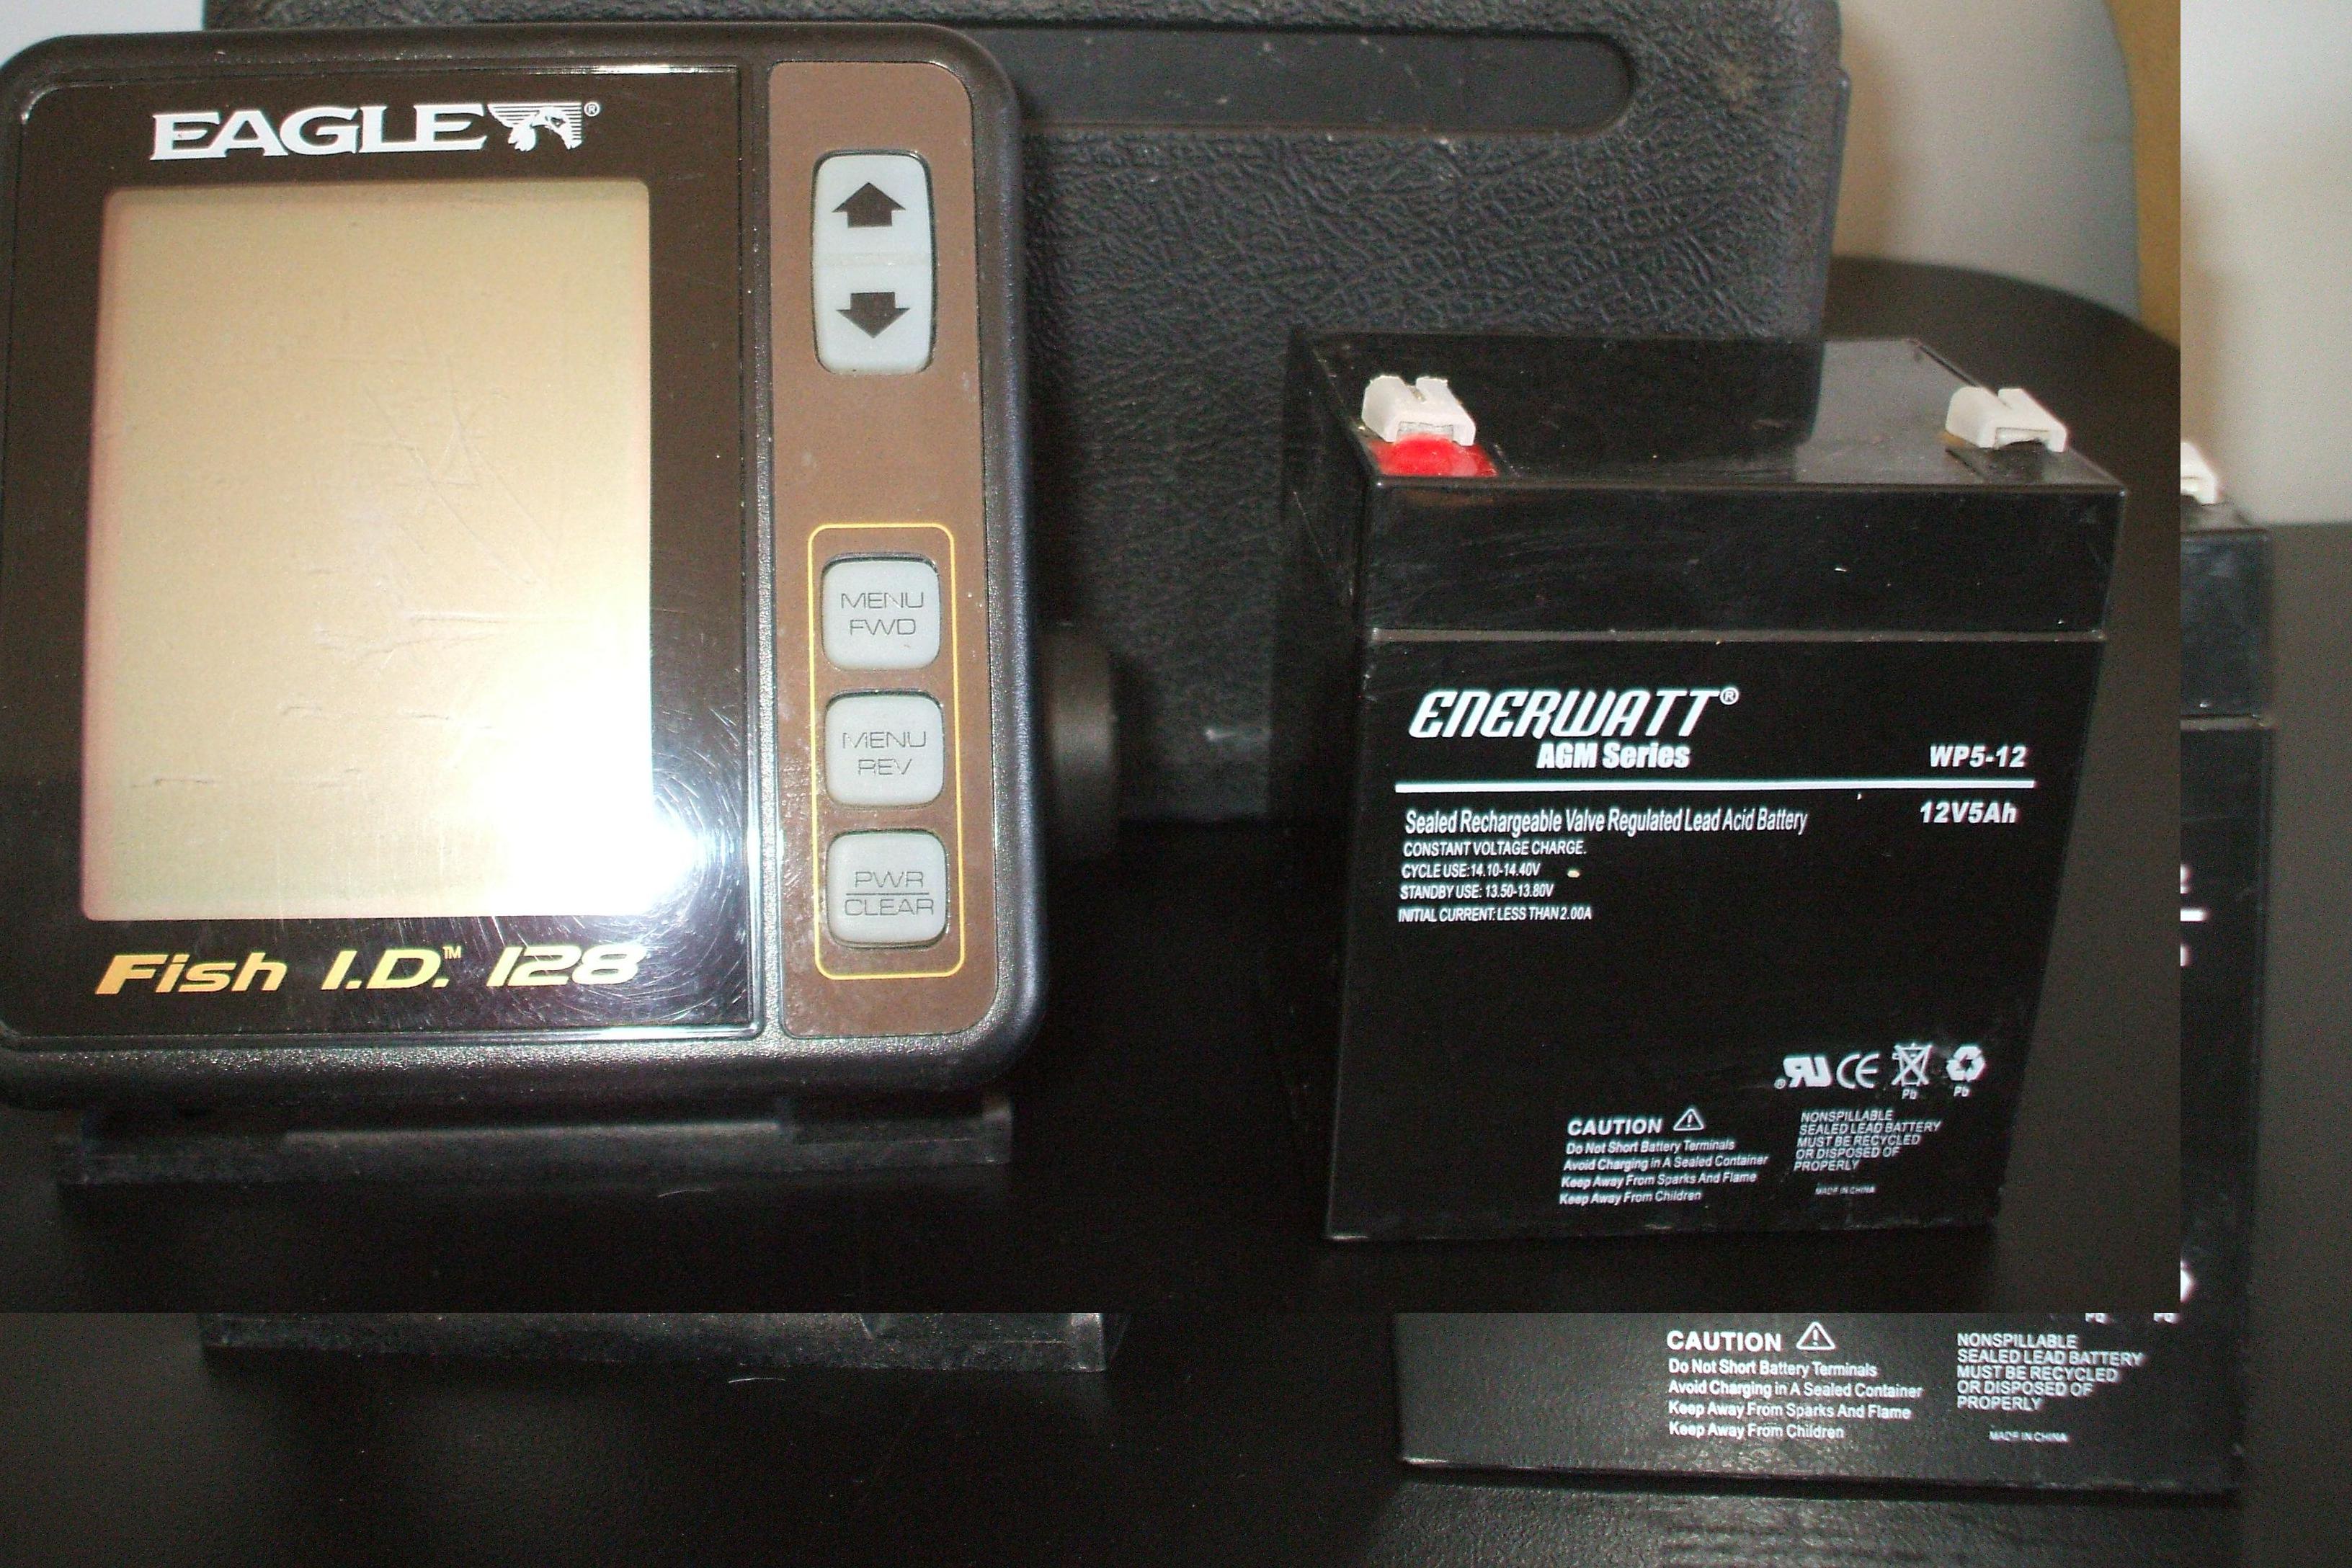 EAGLE®
MENU
FWD
MENU
REV
PWR
CLEAR
Fish I.D.™ 128
ENERWATT®
AGM Series
WP5-12
12V5Ah
Sealed Rechargeable Valve Regulated Lead Acid Battery
CONSTANT VOLTAGE CHARGE.
CYCLE USE:14.10-14.40V
STANDBY USE: 13.50-13.80V
INITIAL CURRENT: LESS THAN 2.00A
CE
Pb
Pb
CAUTION
Do Not Short Battery Terminals
Avoid Charging in A Sealed Container
Keep Away From Sparks And Flame
Keep Away From Children
NONSPILLABLE
SEALED LEAD BATTERY
MUST BE RECYCLED
OR DISPOSED OF
PROPERLY
MADE IN CHINA
CAUTION
Do Not Short Battery Terminals
Avoid Charging in A Sealed Container
Keep Away From Sparks And Flame
Keep Away From Children
NONSPILLABLE
SEALED LEAD BATTERY
MUST BE RECYCLED
OR DISPOSED OF
PROPERLY
MADE IN CHINA